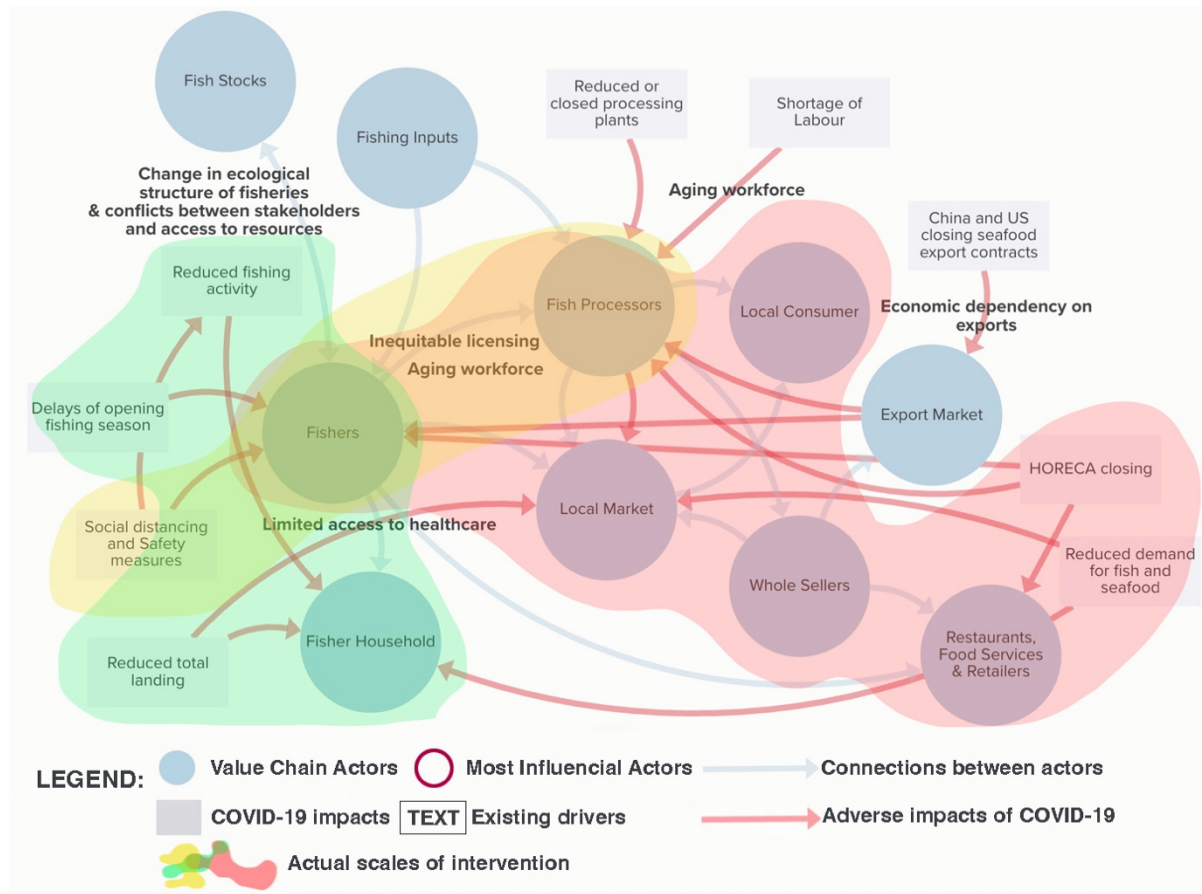 Fish Stocks
Fishing Inputs
Reduced or
closed processing
plants
Shortage of
Labour
Change in ecological
structure of fisheries
& conflicts between stakeholders
and access to resources
Aging workforce
China and US
closing seafood
export contracts
Reduced fishing
activity
Fish Processors
Local Consumer
Economic dependency on
exports
Inequitable licensing
Aging workforce
Delays of opening
fishing season
Fishers
Export Market
HORECA closing
Social distancing
and Safety
measures
Limited access to healthcare
Local Market
Reduced demand
for fish and
seafood
Whole Sellers
Fisher Household
Restaurants,
Food Services
& Retailers
Reduced total
landing
LEGEND:
Value Chain Actors
Most Influencial Actors
Connections between actors
COVID-19 impacts
TEXT
Existing drivers
Adverse impacts of COVID-19
Actual scales of intervention